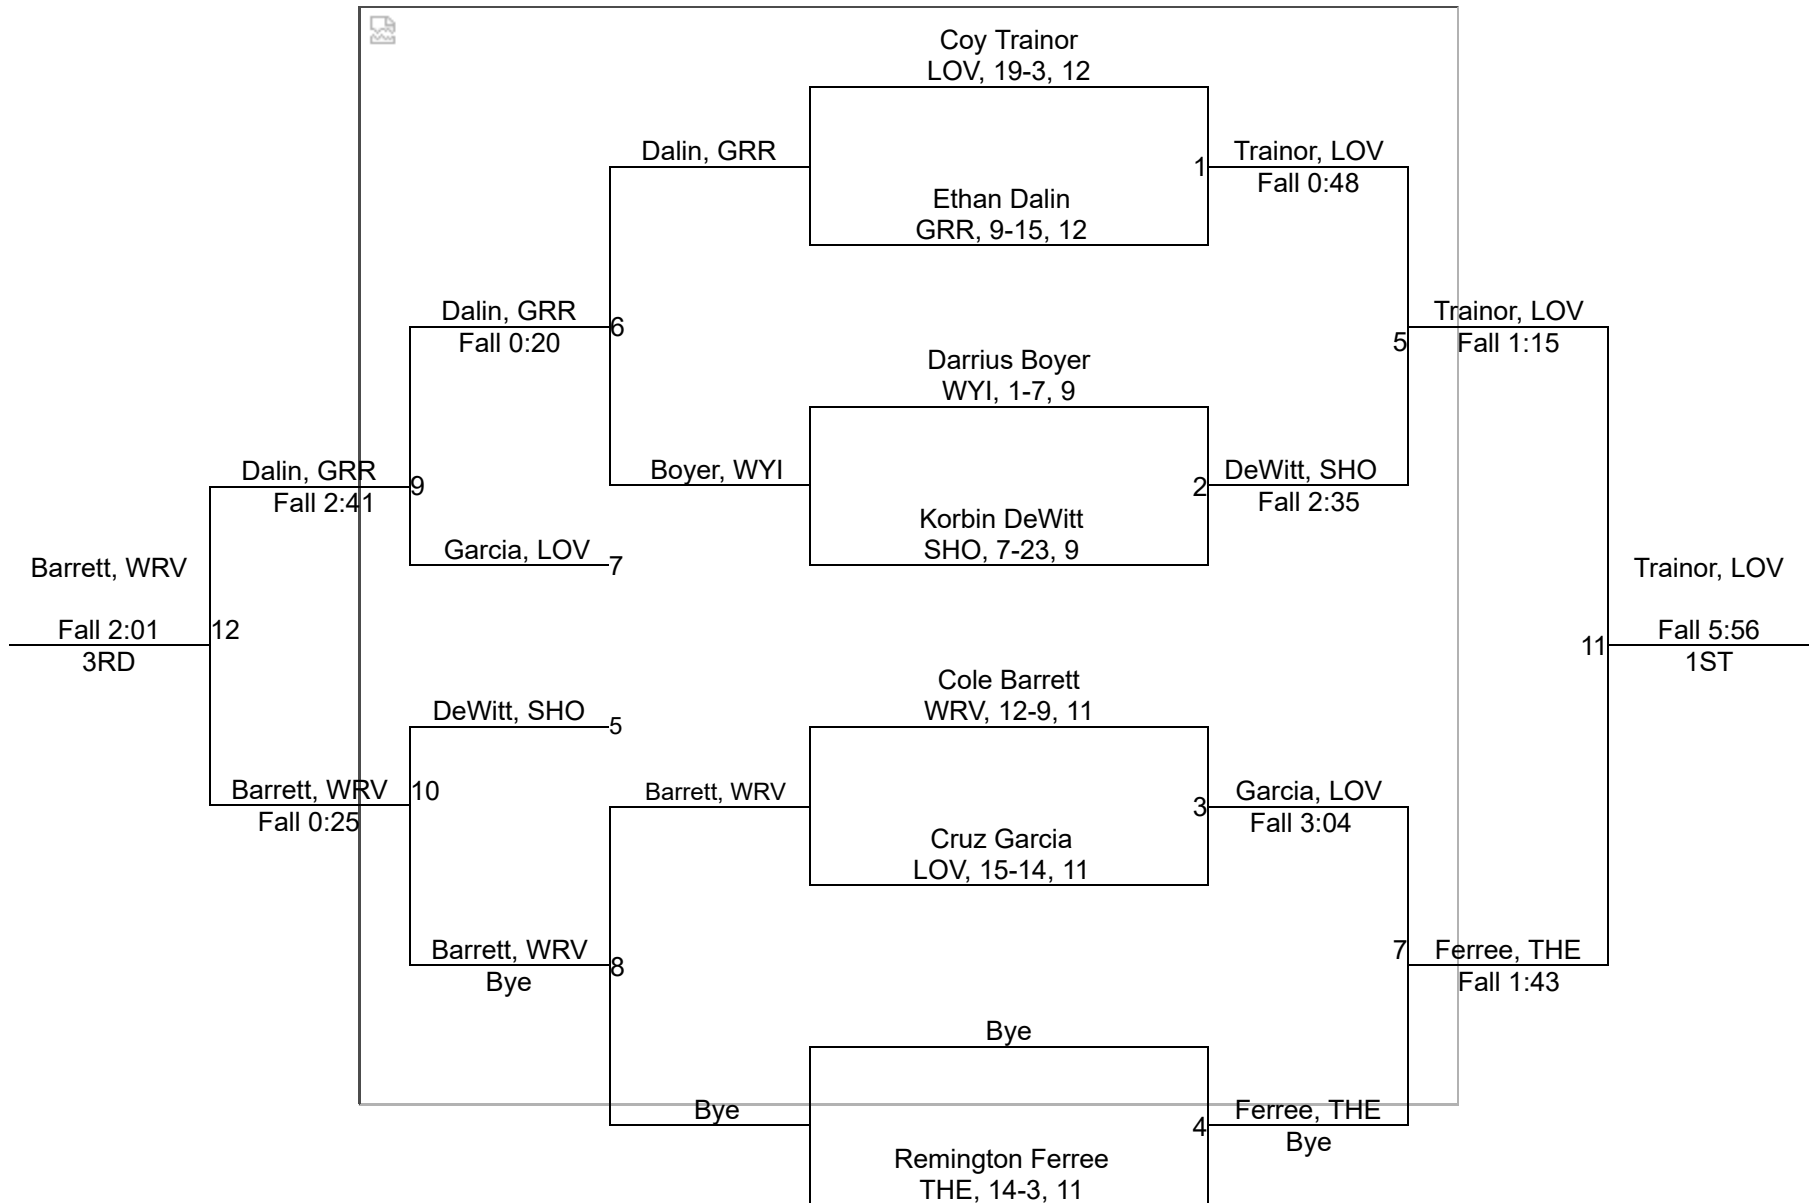 Coy Trainor
LOV, 19-3, 12
Dalin, GRR
1
Trainor, LOV
Fall 0:48
Ethan Dalin
GRR, 9-15, 12
Dalin, GRR
Fall 0:20
6
Trainor, LOV
Fall 1:15
5
Darrius Boyer
WYI, 1-7, 9
Dalin, GRR
Fall 2:41
9
Boyer, WYI
2
DeWitt, SHO
Fall 2:35
Korbin DeWitt
SHO, 7-23, 9
Garcia, LOV
7
Barrett, WRV
Fall 2:01
3RD
12
Trainor, LOV
11
Fall 5:56
1ST
Cole Barrett
WRV, 12-9, 11
DeWitt, SHO
5
Barrett, WRV
Fall 0:25
10
Barrett, WRV
3
Garcia, LOV
Fall 3:04
Cruz Garcia
LOV, 15-14, 11
Barrett, WRV
Bye
8
7
Ferree, THE
Fall 1:43
Bye
Bye
4
Ferree, THE
Bye
Remington Ferree
THE, 14-3, 11